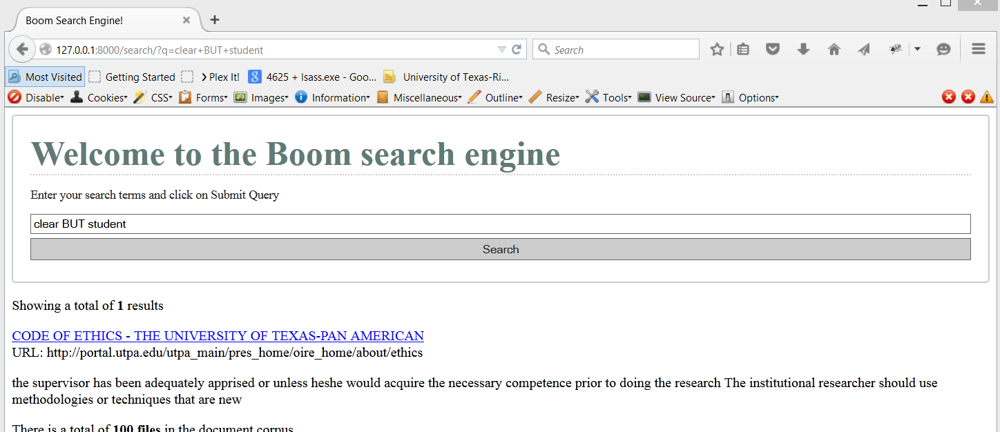 Boom Search Engine!
127.0.0.1:8000/search/?q=clear+BUT+student
Search
Most Visited Getting Started Plex It! 4625 + lsass.exe - Goo... University of Texas-Ri...
Disable Cookies CSS Forms Images Information Miscellaneous Outline Resize Tools View Source Options
Welcome to the Boom search engine
Enter your search terms and click on Submit Query
clear BUT student
Search
Showing a total of 1 results
CODE OF ETHICS - THE UNIVERSITY OF TEXAS-PAN AMERICAN
URL: http://portal.utpa.edu/utpa_main/pres_home/oire_home/about/ethics
the supervisor has been adequately apprised or unless heshe would acquire the necessary competence prior to doing the research The institutional researcher should use
methodologies or techniques that are new
There is a total of 100 files in the document corpus